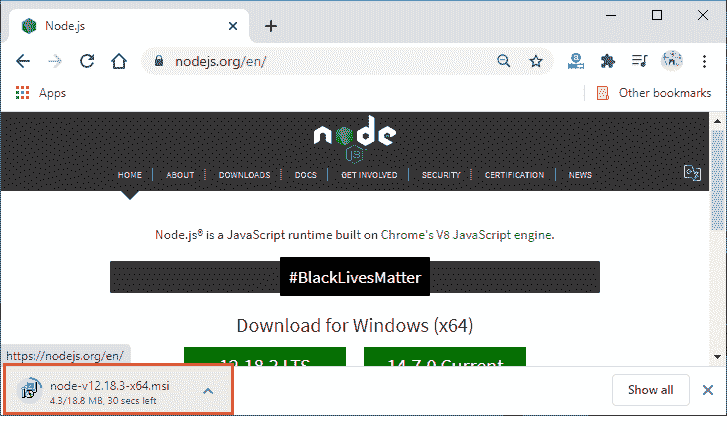 Node.js
nodejs.org/en/
Apps
Other bookmarks
node
JS
HOME
ABOUT
DOWNLOADS
DOCS
GET INVOLVED
SECURITY
CERTIFICATION
NEWS
Node.js® is a JavaScript runtime built on Chrome's V8 JavaScript engine.
#BlackLivesMatter
Download for Windows (x64)
12.18.3 LTS
14.7.0 Current
https://nodejs.org/en/
node-v12.18.3-x64.msi
4.3/18.8 MB, 30 secs left
Show all